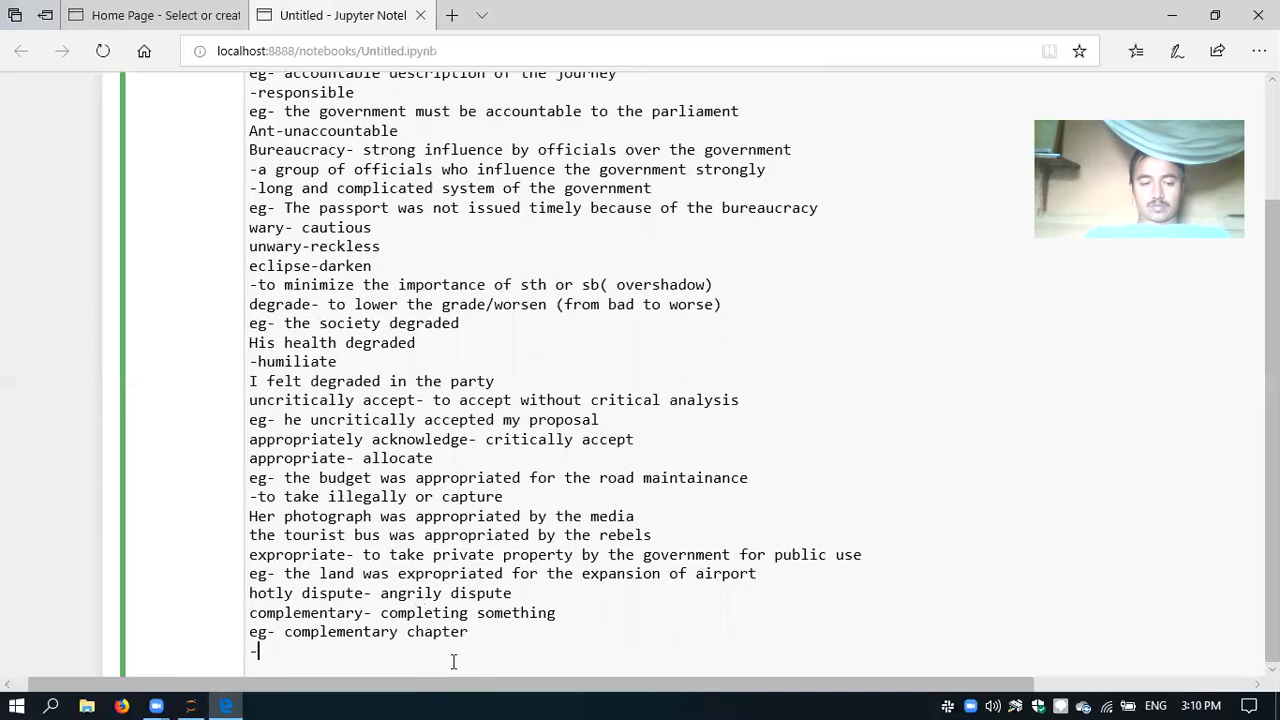 Home Page - Select or creat
Untitled - Jupyter Notel
localhost:8888/notebooks/Untitled.ipynb
eg- accountable description of the journey
-responsible
eg- the government must be accountable to the parliament
Ant-unaccountable
Bureaucracy- strong influence by officials over the government
-a group of officials who influence the government strongly
-long and complicated system of the government
eg- The passport was not issued timely because of the bureaucracy
wary- cautious
unwary-reckless
eclipse-darken
-to minimize the importance of sth or sb( overshadow)
degrade- to lower the grade/worsen (from bad to worse)
eg- the society degraded
His health degraded
-humiliate
I felt degraded in the party
uncritically accept- to accept without critical analysis
eg- he uncritically accepted my proposal
appropriately acknowledge- critically accept
appropriate- allocate
eg- the budget was appropriated for the road maintainance
-to take illegally or capture
Her photograph was appropriated by the media
the tourist bus was appropriated by the rebels
expropriate- to take private property by the government for public use
eg- the land was expropriated for the expansion of airport
hotly dispute- angrily dispute
complementary- completing something
eg- complementary chapter
-
ENG
3:10 PM